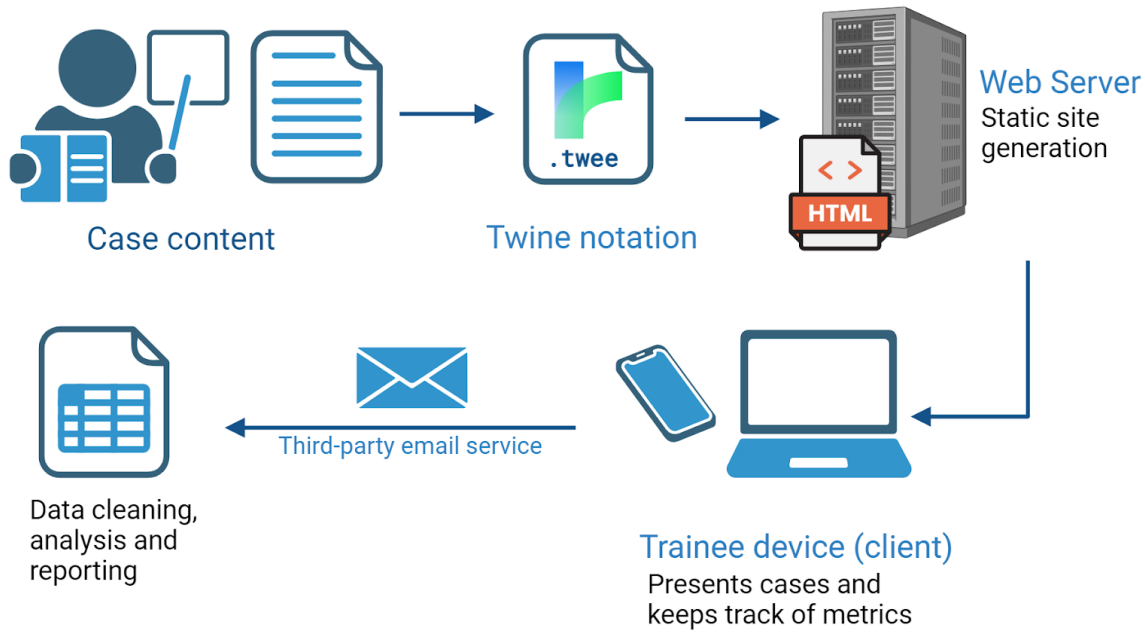 .twee
HTML
Web Server
Static site
generation
Case content
Twine notation
Third-party email service
Data cleaning,
analysis and
reporting
Trainee device (client)
Presents cases and
keeps track of metrics